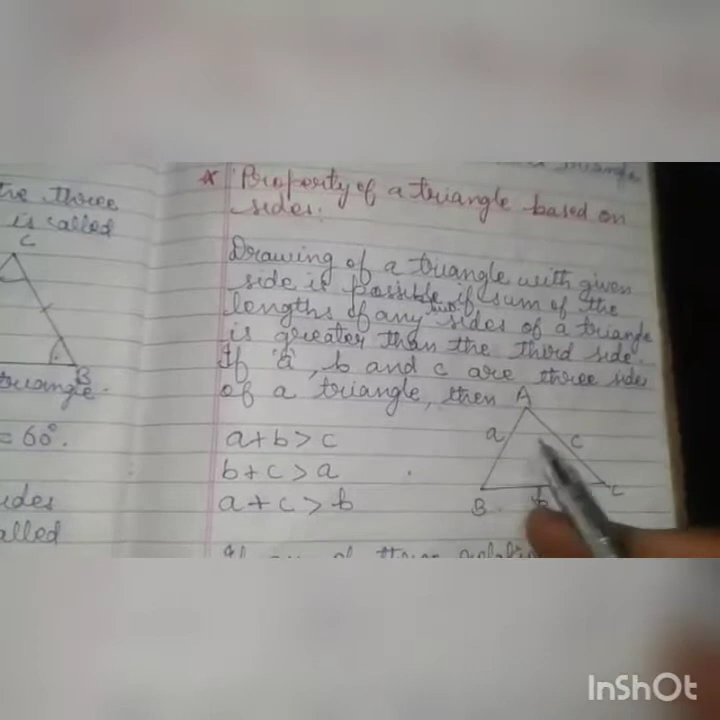 the three
is called
C
B
triangle.
= 60°.
sides
called
* Property of a triangle based on
sides:
Drawing of a triangle with given
side is possible if sum of the
lengths of any two sides of a triangle
is greater than the third side.
If 'a', b and c are three side
of a triangle, then
a+b>c
b+c>a
a+c>b
A
a
c
B
b
C
InShOt